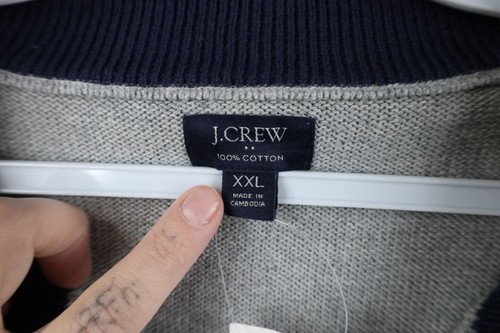 J.CREW
100% COTTON
XXL
MADE IN
CAMBODIA